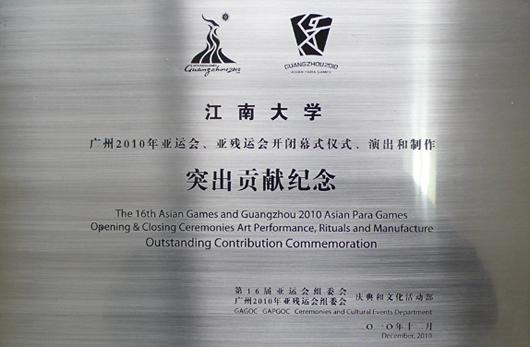 Guangzhou 2010
GUANGZHOU 2010
ASIAN PARA GAMES
江南大学
广州2010年亚运会、亚残运会开闭幕式仪式、演出和制作
突出贡献纪念
The 16th Asian Games and Guangzhou 2010 Asian Para Games
Opening & Closing Ceremonies Art Performance, Rituals and Manufacture
Outstanding Contribution Commemoration
第16届亚运会组委会
广州2010年亚残运会组委会 庆典和文化活动部
GAGOC GAPGOC Ceremonies and Cultural Events Department
二〇一〇年十二月
December, 2010